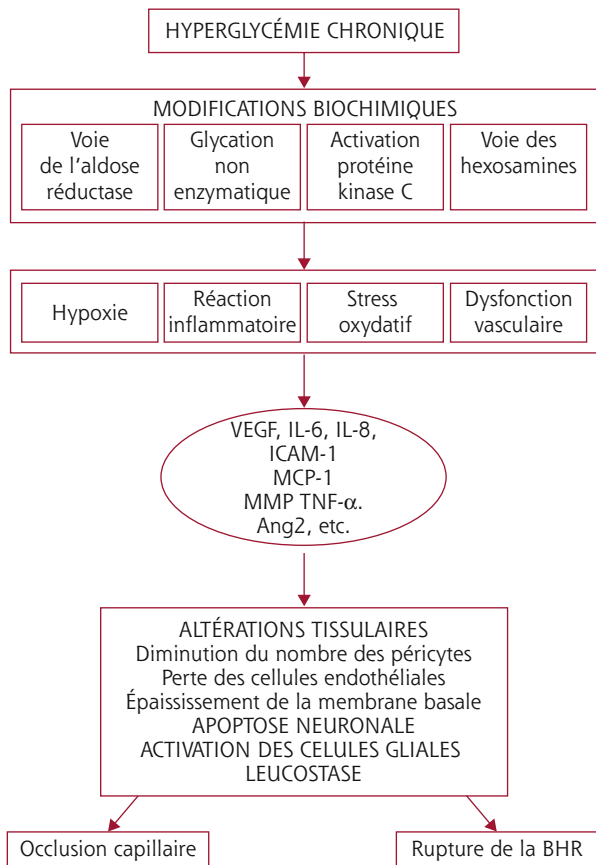 HYPERGLYCÉMIE CHRONIQUE
MODIFICATIONS BIOCHIMIQUES
Voie
de l'aldose
réductase
Glycation
non
enzymatique
Activation
protéine
kinase C
Voie des
hexosamines
Hypoxie
Réaction
inflammatoire
Stress
oxydatif
Dysfonction
vasculaire
VEGF, IL-6, IL-8,
ICAM-1
MCP-1
MMP TNF-α.
Ang2, etc.
ALTÉRATIONS TISSULAIRES
Diminution du nombre des péricytes
Perte des cellules endothéliales
Épaississement de la membrane basale
APOPTOSE NEURONALE
ACTIVATION DES CELULES GLIALES
LEUCOSTASE
Occlusion capillaire
Rupture de la BHR